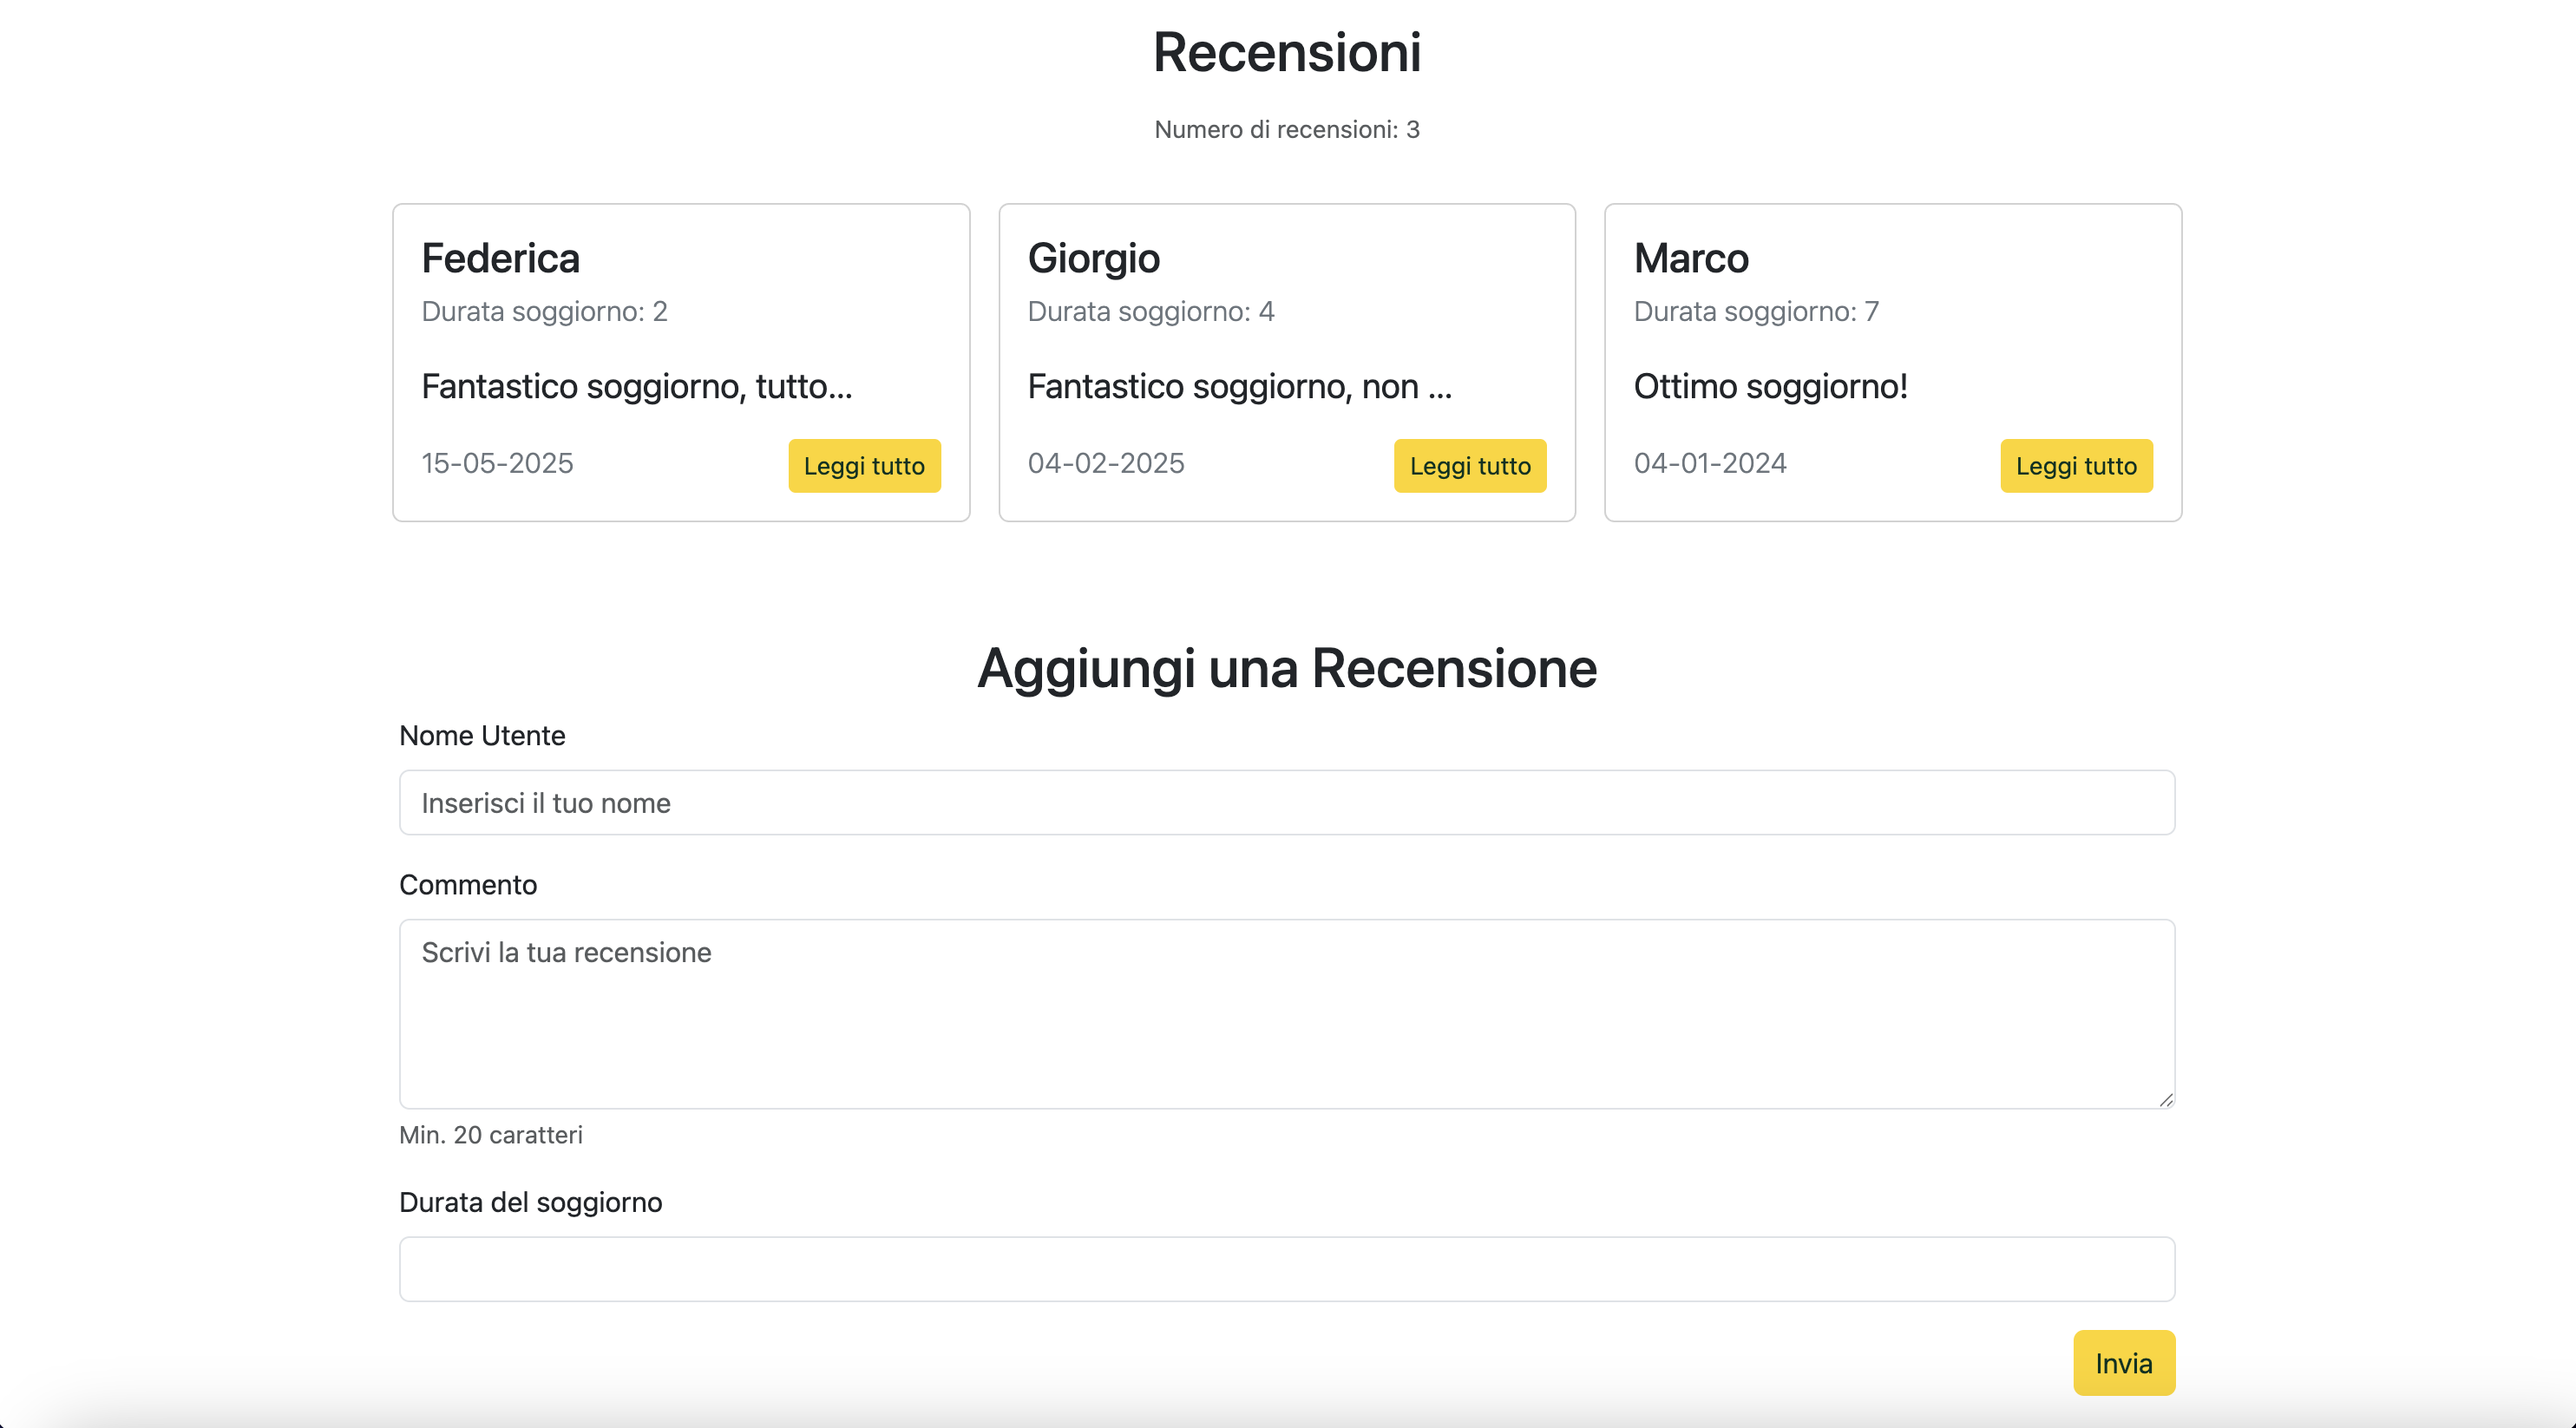 Recensioni
Numero di recensioni: 3
Federica
Durata soggiorno: 2
Fantastico soggiorno, tutto...
15-05-2025
Leggi tutto
Giorgio
Durata soggiorno: 4
Fantastico soggiorno, non ...
04-02-2025
Leggi tutto
Marco
Durata soggiorno: 7
Ottimo soggiorno!
04-01-2024
Leggi tutto
Aggiungi una Recensione
Nome Utente
Inserisci il tuo nome
Commento
Scrivi la tua recensione
Min. 20 caratteri
Durata del soggiorno
Invia